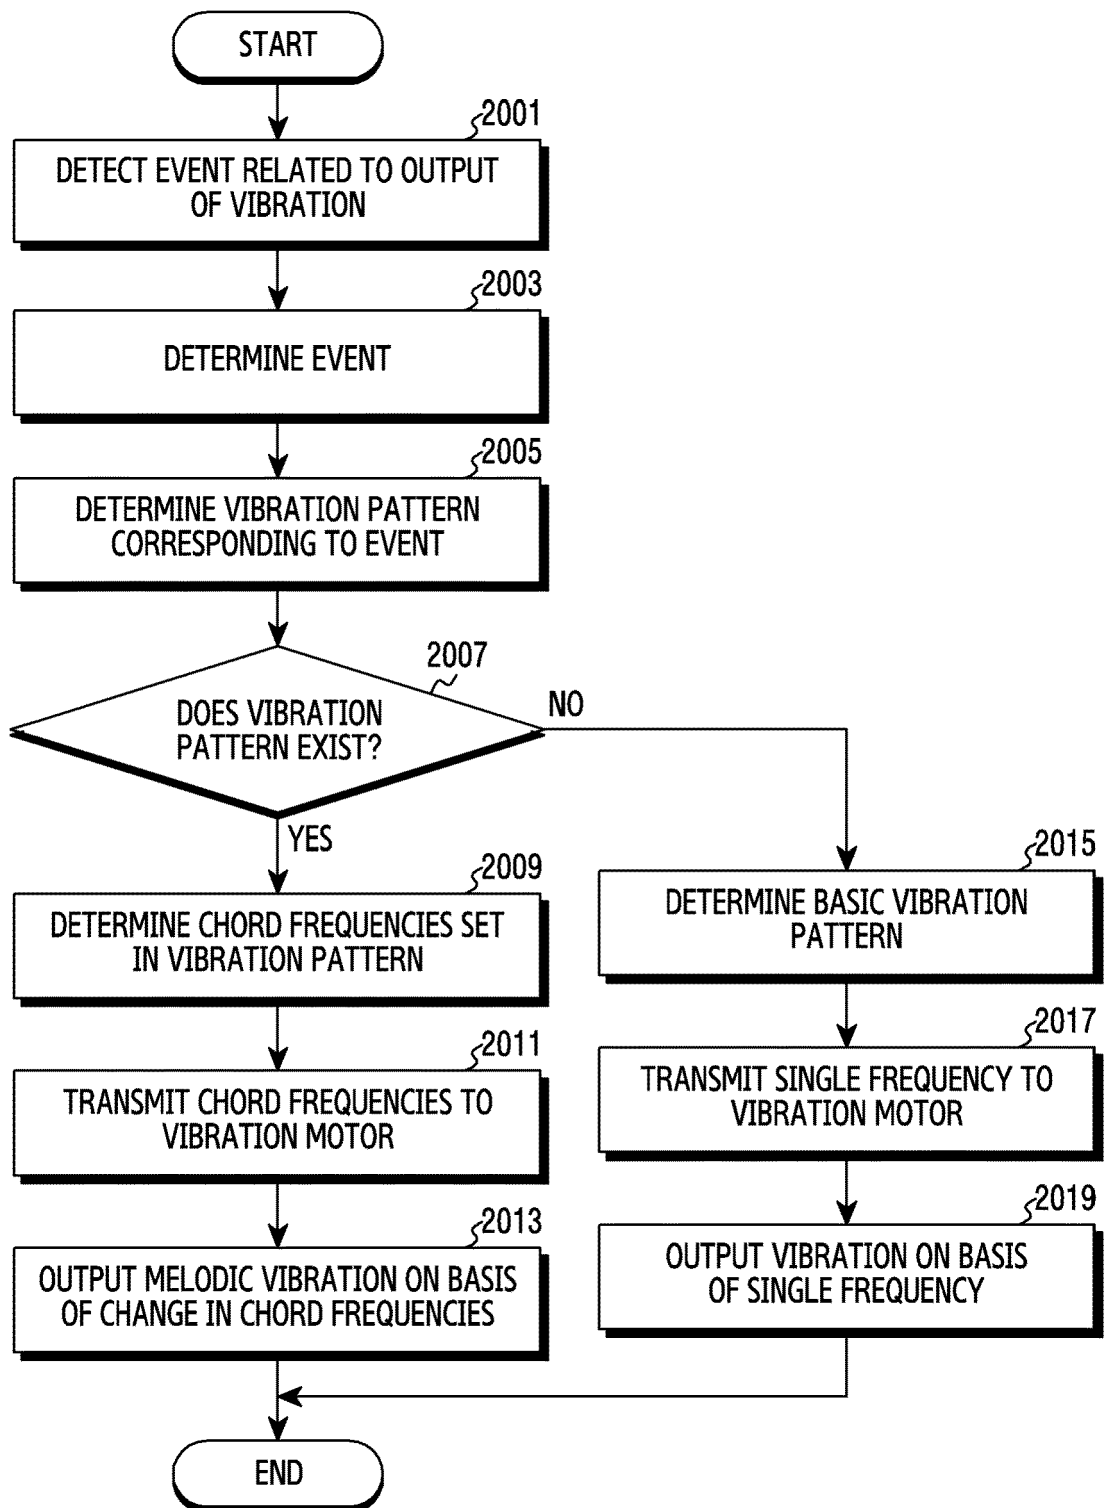 START
2001
DETECT EVENT RELATED TO OUTPUT
OF VIBRATION
2003
DETERMINE EVENT
2005
DETERMINE VIBRATION PATTERN
CORRESPONDING TO EVENT
2007
DOES VIBRATION
PATTERN EXIST?
NO
YES
2009
DETERMINE CHORD FREQUENCIES SET
IN VIBRATION PATTERN
2011
TRANSMIT CHORD FREQUENCIES TO
VIBRATION MOTOR
2013
OUTPUT MELODIC VIBRATION ON BASIS
OF CHANGE IN CHORD FREQUENCIES
2015
DETERMINE BASIC VIBRATION
PATTERN
2017
TRANSMIT SINGLE FREQUENCY TO
VIBRATION MOTOR
2019
OUTPUT VIBRATION ON BASIS
OF SINGLE FREQUENCY
END